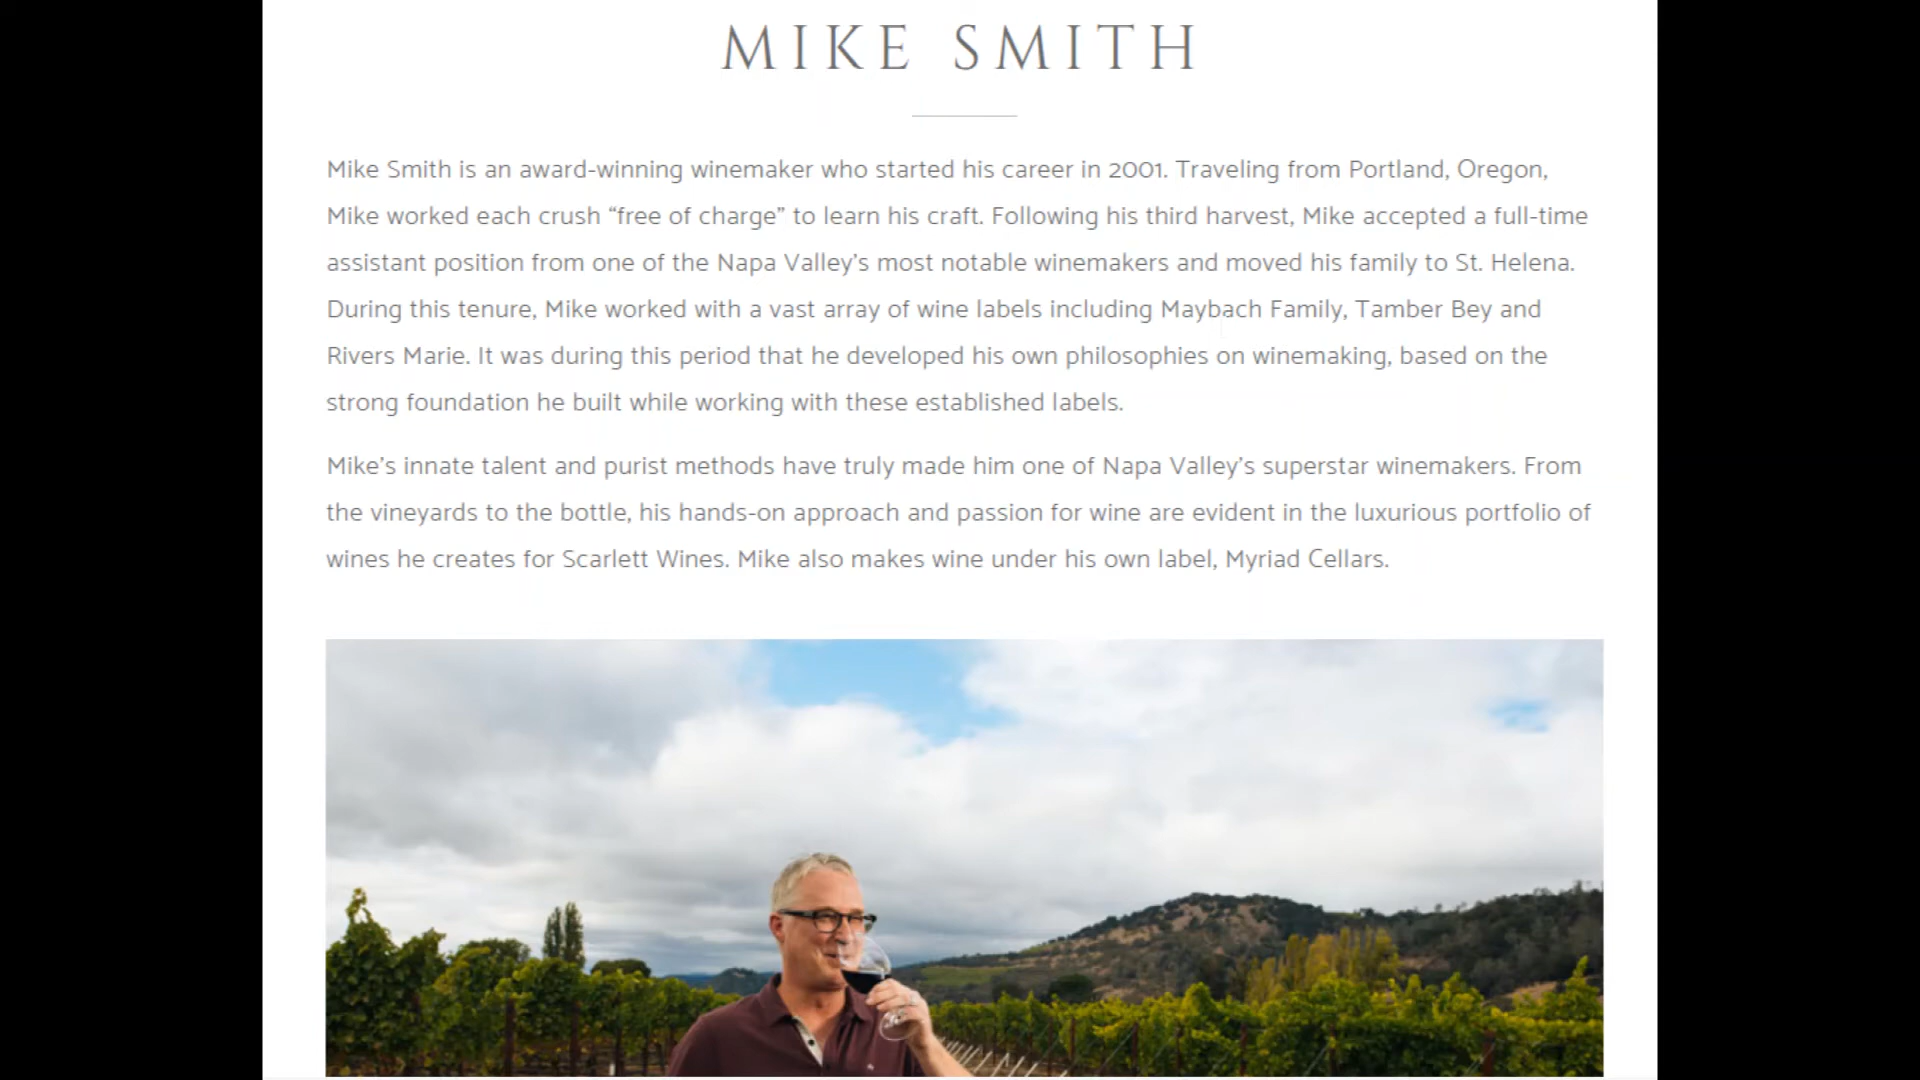 MIKE SMITH
Mike Smith is an award-winning winemaker who started his career in 2001. Traveling from Portland, Oregon,
Mike worked each crush “free of charge” to learn his craft. Following his third harvest, Mike accepted a full-time
assistant position from one of the Napa Valley’s most notable winemakers and moved his family to St. Helena.
During this tenure, Mike worked with a vast array of wine labels including Maybach Family, Tamber Bey and
Rivers Marie. It was during this period that he developed his own philosophies on winemaking, based on the
strong foundation he built while working with these established labels.
Mike’s innate talent and purist methods have truly made him one of Napa Valley’s superstar winemakers. From
the vineyards to the bottle, his hands-on approach and passion for wine are evident in the luxurious portfolio of
wines he creates for Scarlett Wines. Mike also makes wine under his own label, Myriad Cellars.